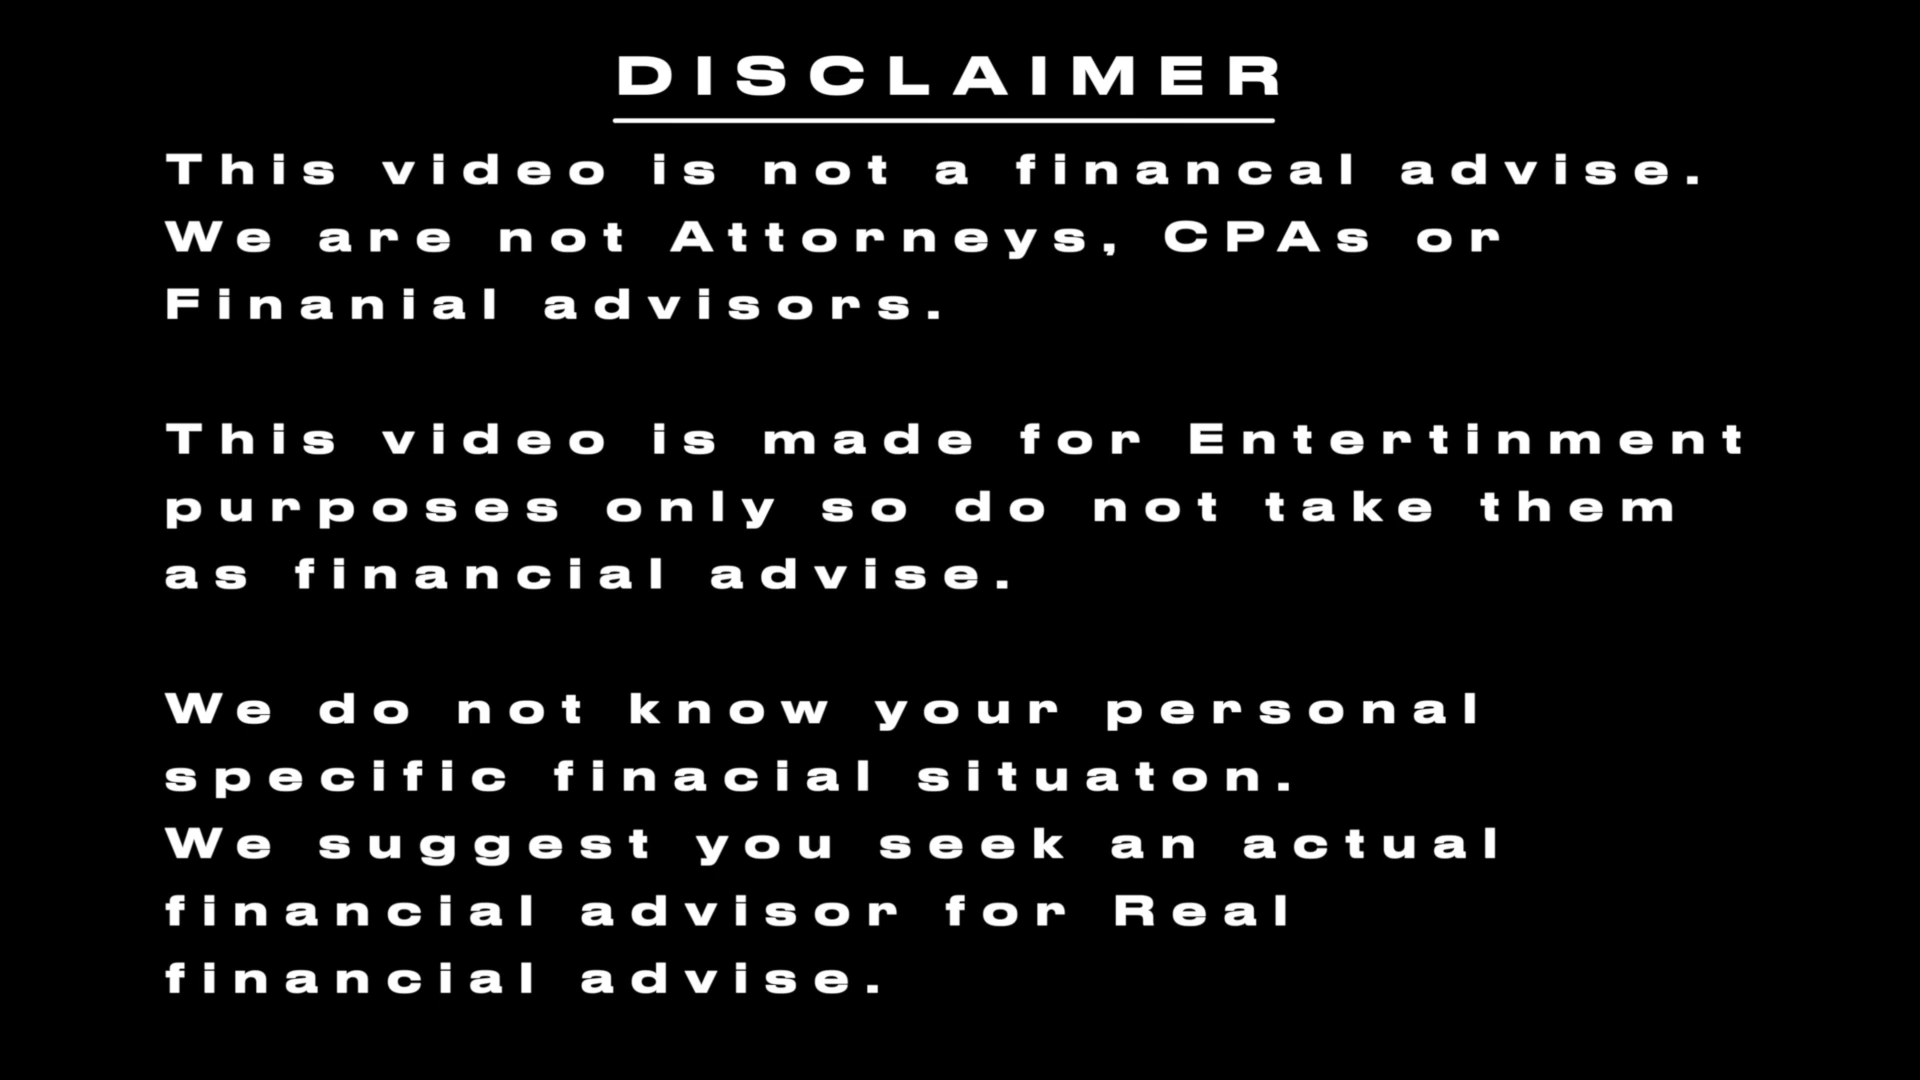 DISCLAIMER
This video is not a financal advise.
We are not Attorneys, CPAs or
Finanial advisors.
This video is made for Entertinment
purposes only so do not take them
as financial advise.
We do not know your personal
specific finacial situaton.
We suggest you seek an actual
financial advisor for Real
financial advise.